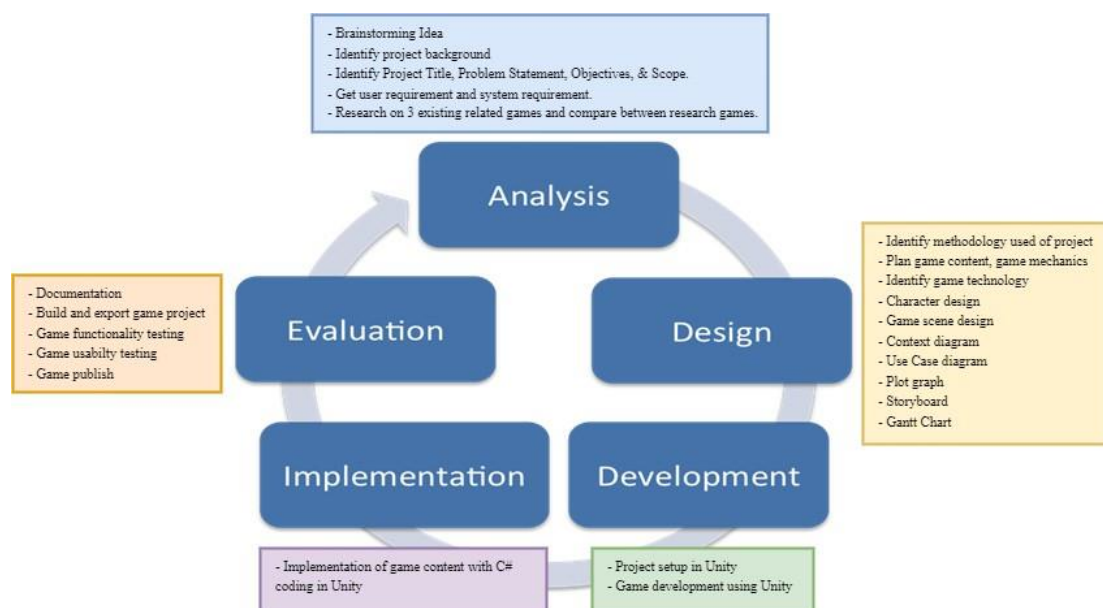 - Brainstorming Idea
- Identify project background
- Identify Project Title, Problem Statement, Objectives, & Scope.
- Get user requirement and system requirement.
- Research on 3 existing related games and compare between research games.
Analysis
Design
- Identify methodology used of project
- Plan game content, game mechanics
- Identify game technology
- Character design
- Game scene design
- Context diagram
- Use Case diagram
- Plot graph
- Storyboard
- Gantt Chart
Development
- Project setup in Unity
- Game development using Unity
Implementation
- Implementation of game content with C#
coding in Unity
Evaluation
- Documentation
- Build and export game project
- Game functionality testing
- Game usabilty testing
- Game publish